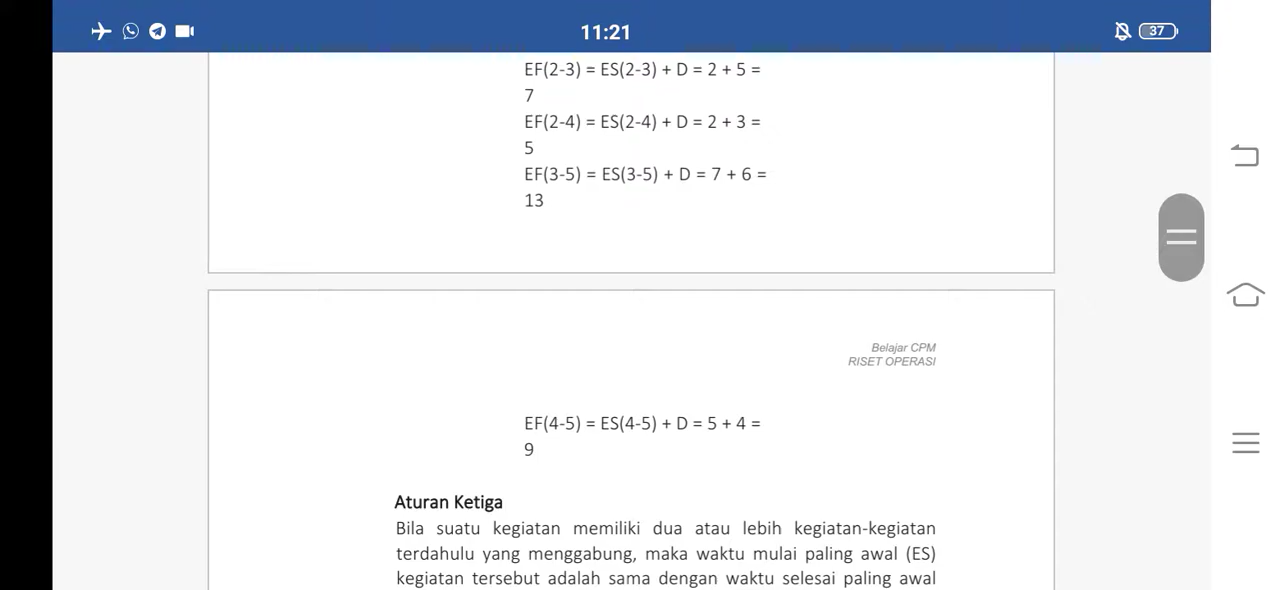 11:21
37
EF(2-3) = ES(2-3) + D = 2 + 5 =
7
EF(2-4) = ES(2-4) + D = 2 + 3 =
5
EF(3-5) = ES(3-5) + D = 7 + 6 =
13
Belajar CPM
RISET OPERASI
EF(4-5) = ES(4-5) + D = 5 + 4 =
9
Aturan Ketiga
Bila suatu kegiatan memiliki dua atau lebih kegiatan-kegiatan
terdahulu yang menggabung, maka waktu mulai paling awal (ES)
kegiatan tersebut adalah sama dengan waktu selesai paling awal